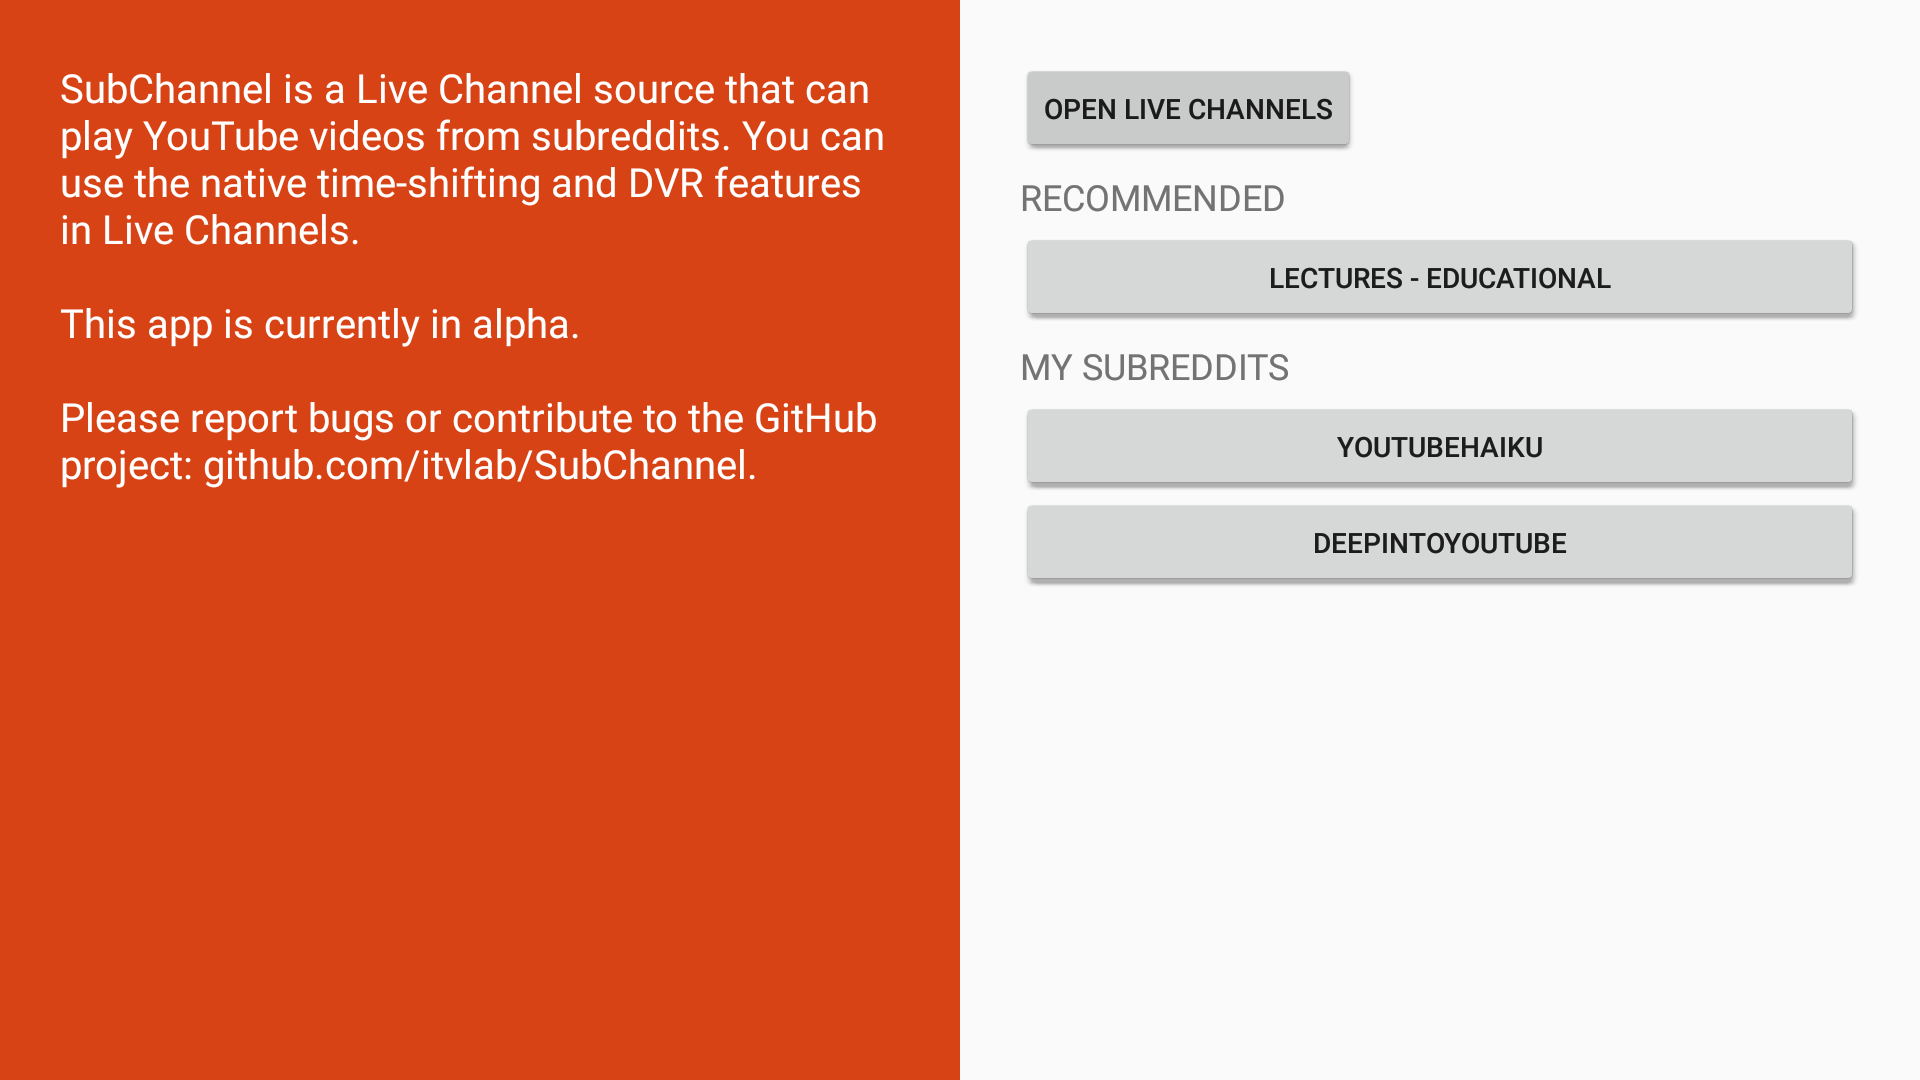 SubChannel is a Live Channel source that can
play YouTube videos from subreddits. You can
use the native time-shifting and DVR features
in Live Channels.
This app is currently in alpha.
Please report bugs or contribute to the GitHub
project: github.com/itvlab/SubChannel.
OPEN LIVE CHANNELS
RECOMMENDED
LECTURES - EDUCATIONAL
MY SUBREDDITS
YOUTUBEHAIKU
DEEPINTOYOUTUBE